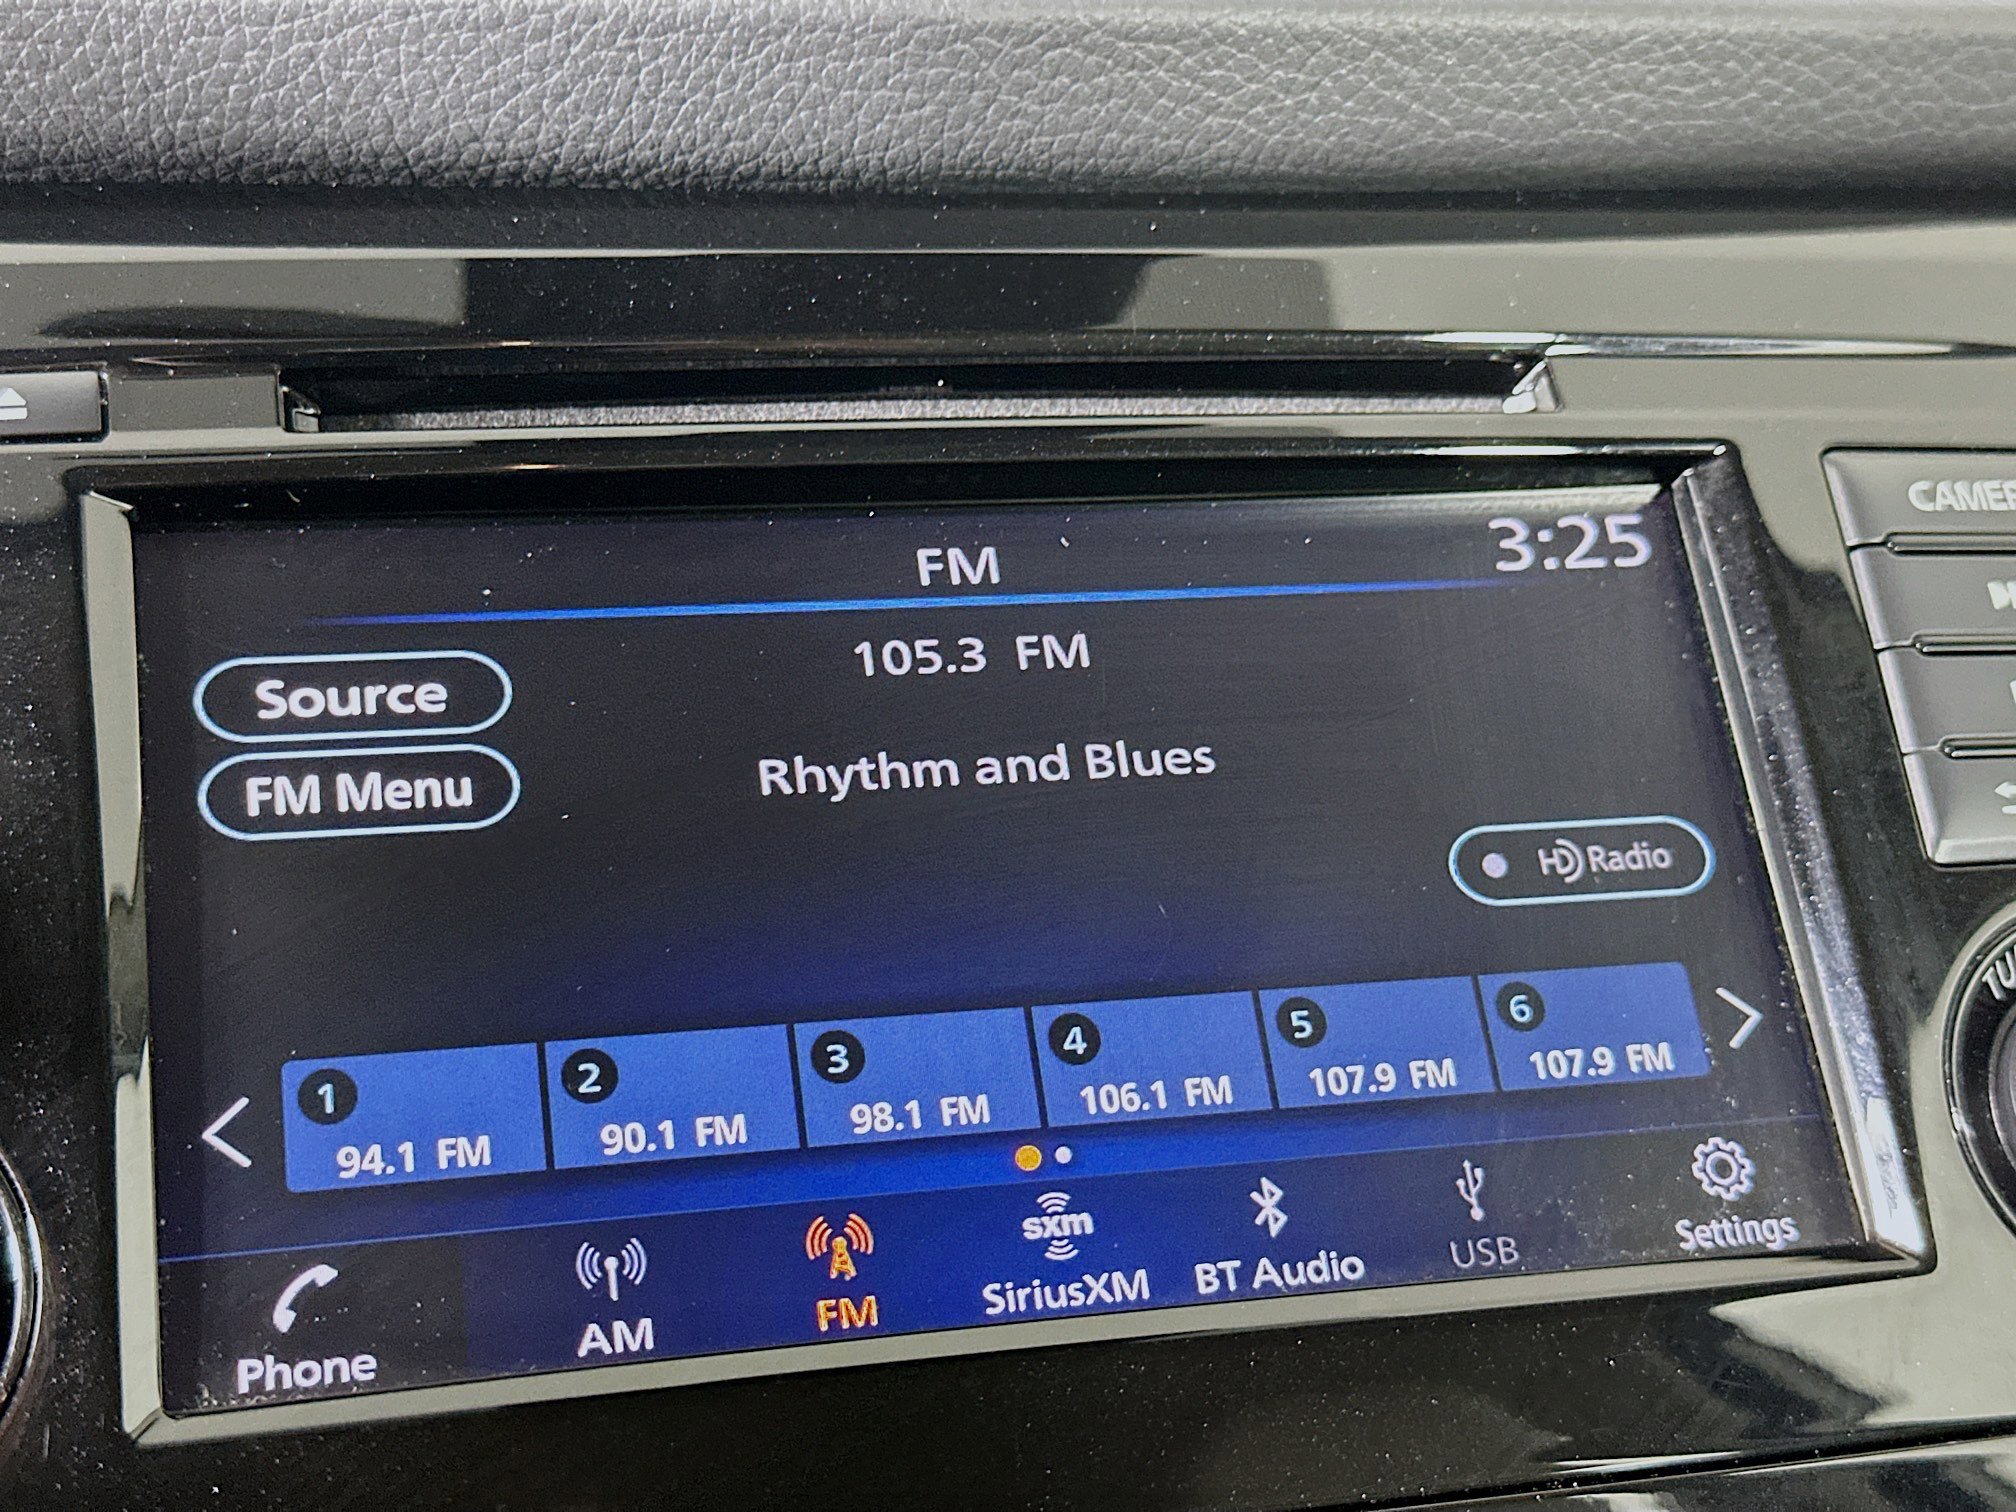 CAMER
FM
3:25
105.3 FM
Source
Rhythm and Blues
FM Menu
HD Radio
1
94.1 FM
2
90.1 FM
3
98.1 FM
4
106.1 FM
5
107.9 FM
6
107.9 FM
TU
Phone
AM
FM
sxm
SiriusXM
BT Audio
USB
Settings